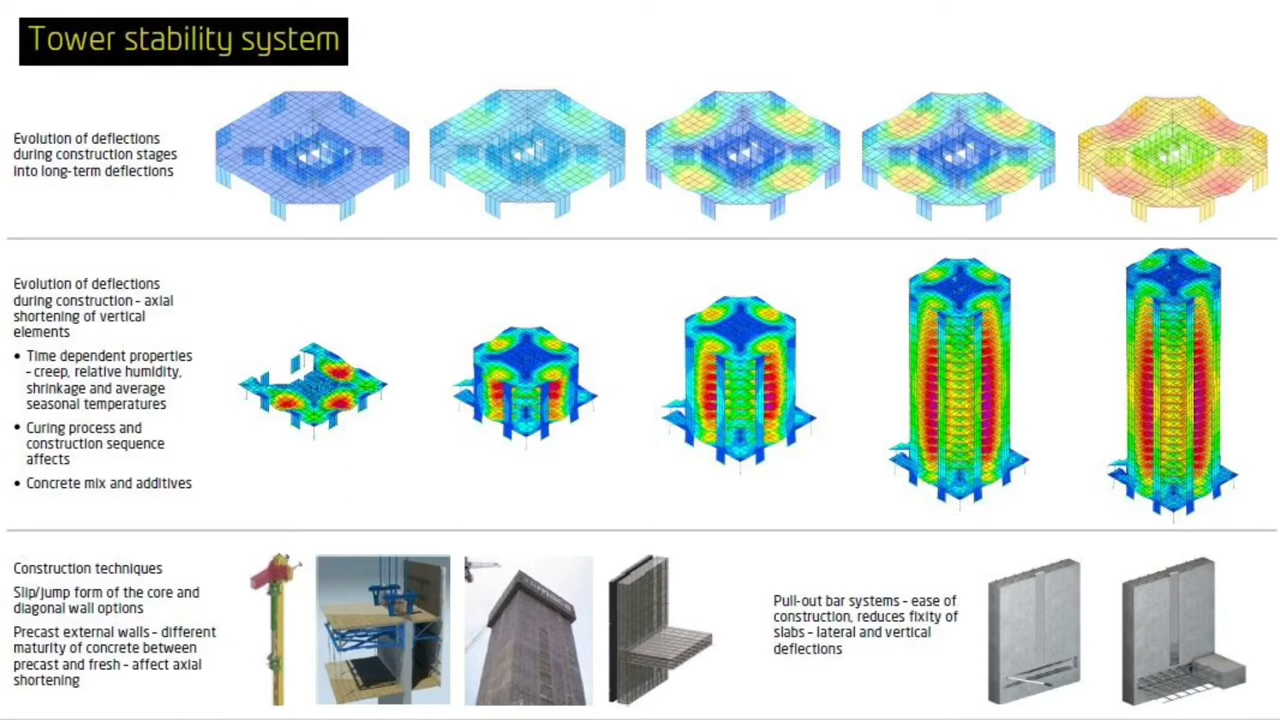 Tower stability system
Evolution of deflections
during construction stages
into long-term deflections
Evolution of deflections
during construction – axial
shortening of vertical
elements
• Time dependent properties
– creep, relative humidity,
shrinkage and average
seasonal temperatures
• Curing process and
construction sequence
affects
• Concrete mix and additives
Construction techniques
Slip/jump form of the core and
diagonal wall options
Precast external walls – different
maturity of concrete between
precast and fresh – affect axial
shortening
Pull-out bar systems – ease of
construction, reduces fixity of
slabs – lateral and vertical
deflections